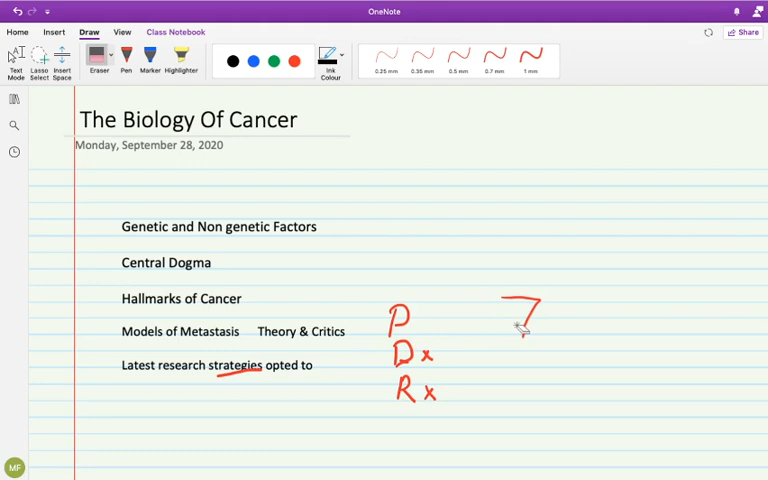 OneNote
Home Insert Draw View Class Notebook Share
Text Mode Lasso Select Insert Space Eraser Pen Marker Highlighter Ink Colour 0.25 mm 0.35 mm 0.5 mm 0.7 mm 1 mm
The Biology Of Cancer
Monday, September 28, 2020
Genetic and Non genetic Factors
Central Dogma
Hallmarks of Cancer
P
Models of Metastasis Theory & Critics
Dx
Latest research strategies opted to
Rx
MF